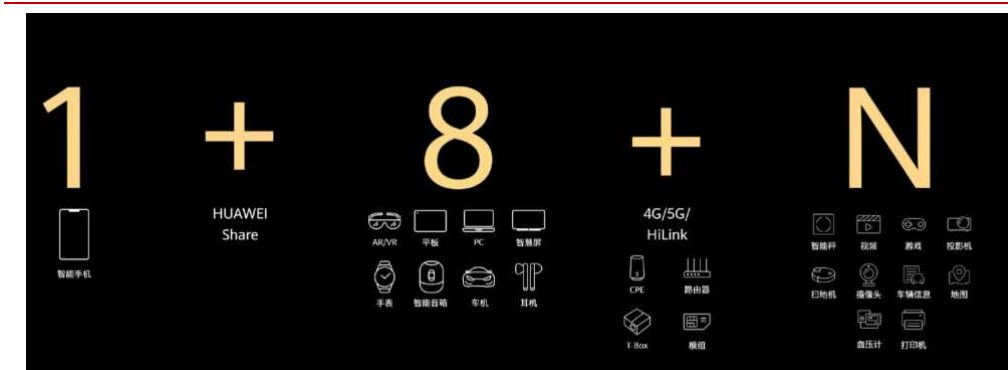 1 + 8 + N
HUAWEI
Share
4G/5G/
HiLink
智能手机
AR/VR 平板 PC 智慧屏
手表 智能音箱 车机 耳机
CPE 路由器
T-Box 模组
智能秤 视频 游戏 投影机
扫地机 摄像头 车辆信息 地图
血压计 打印机